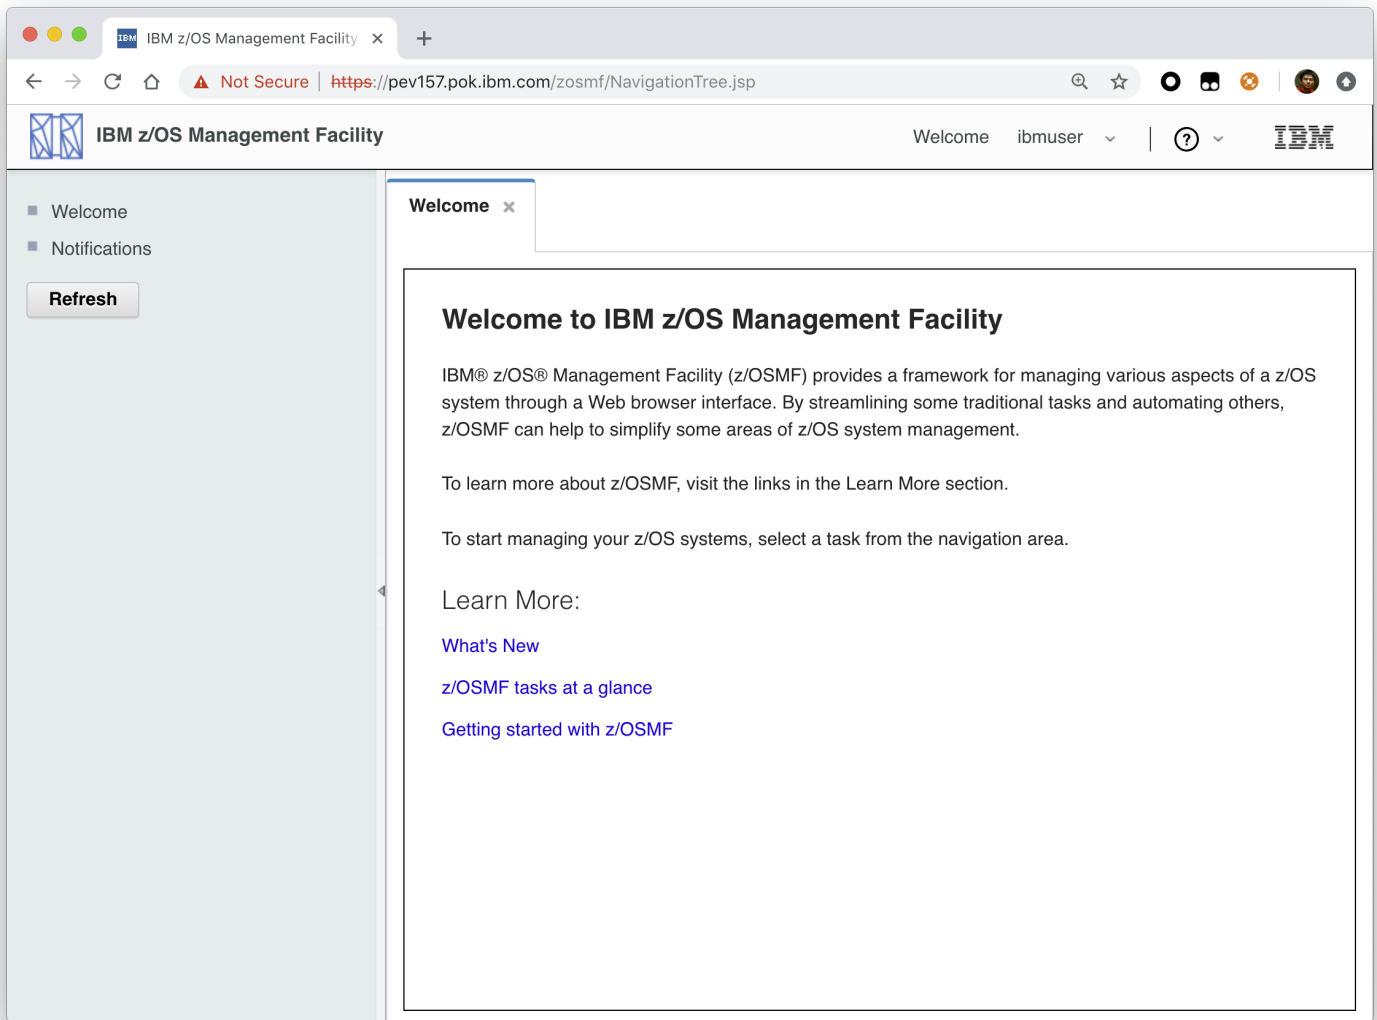 IBM z/OS Management Facility
Not Secure | https://pev157.pok.ibm.com/zosmf/NavigationTree.jsp
IBM z/OS Management Facility
Welcome ibmuser
?
IBM
Welcome
Notifications
Refresh
Welcome
Welcome to IBM z/OS Management Facility
IBM® z/OS® Management Facility (z/OSMF) provides a framework for managing various aspects of a z/OS
system through a Web browser interface. By streamlining some traditional tasks and automating others,
z/OSMF can help to simplify some areas of z/OS system management.
To learn more about z/OSMF, visit the links in the Learn More section.
To start managing your z/OS systems, select a task from the navigation area.
Learn More:
What's New
z/OSMF tasks at a glance
Getting started with z/OSMF